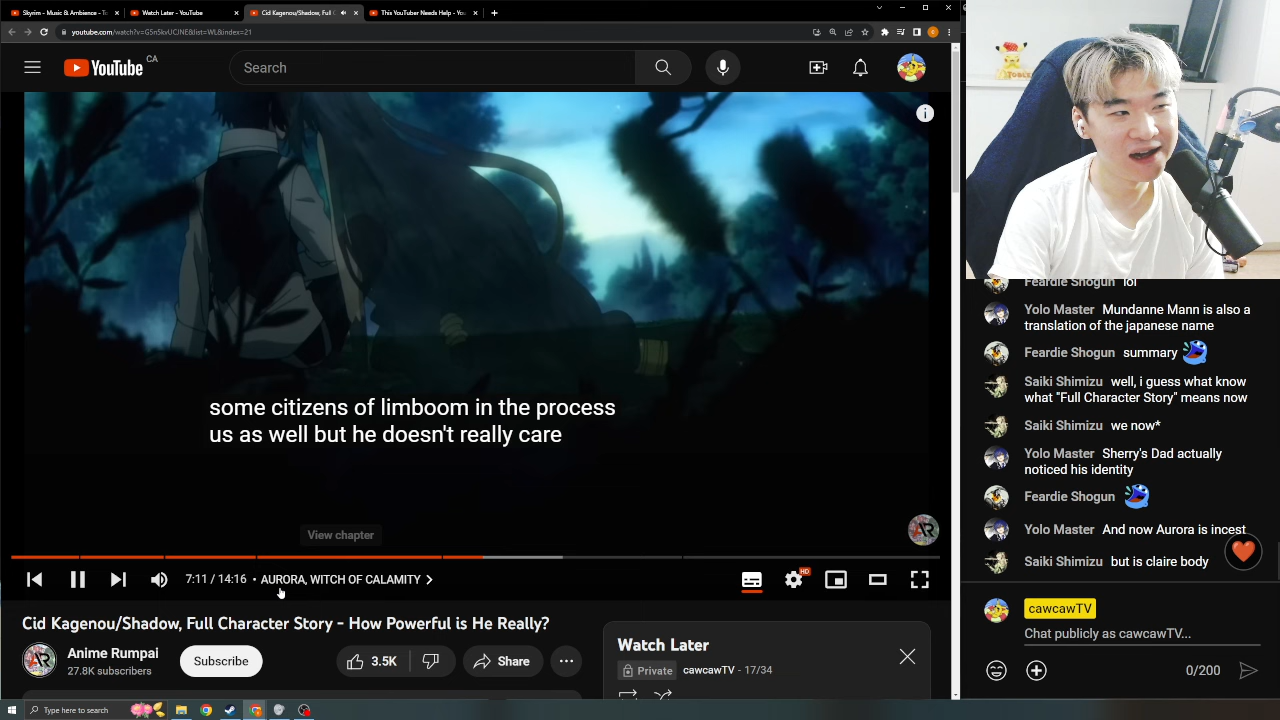 Skyrim - Music & Ambience - Tu
Watch Later - YouTube
Cid Kagenou/Shadow, Full C
This YouTuber Needs Help - You
youtube.com/watch?v=GSnSkvUCJNE&list=WL&index=21
YouTube CA
Search
some citizens of limboom in the process
us as well but he doesn't really care
View chapter
7:11 / 14:16 • AURORA, WITCH OF CALAMITY
HD
Cid Kagenou/Shadow, Full Character Story - How Powerful is He Really?
AR
Anime Rumpai
27.8K subscribers
Subscribe
3.5K
Share
Watch Later
Private
cawcawTV - 17/34
Type here to search
Feardie Shogun lol
Yolo Master Mundanne Mann is also a
translation of the japanese name
Feardie Shogun summary
Saiki Shimizu well, i guess what know
what "Full Character Story" means now
Saiki Shimizu we now*
Yolo Master Sherry's Dad actually
noticed his identity
Feardie Shogun
Yolo Master And now Aurora is incest
Saiki Shimizu but is claire body
cawcawTV
Chat publicly as cawcawTV...
0/200